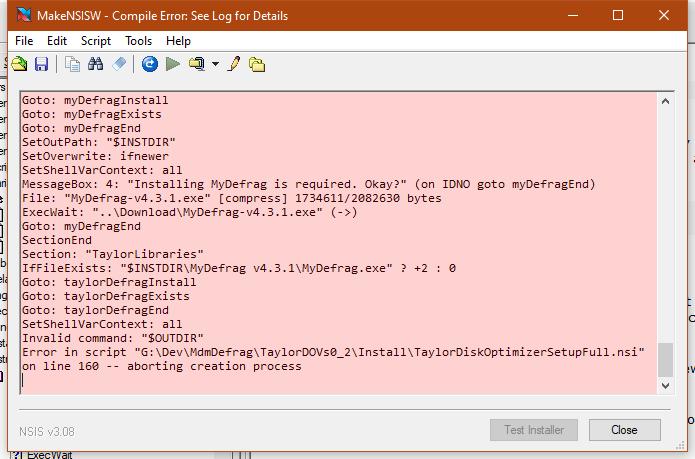 MakeNSISW - Compile Error: See Log for Details
File Edit Script Tools Help
Goto: myDefragInstall
Goto: myDefragExists
Goto: myDefragEnd
SetOutPath: "$INSTDIR"
SetOverwrite: ifnewer
SetShellVarContext: all
MessageBox: 4: "Installing MyDefrag is required. Okay?" (on IDNO goto myDefragEnd)
File: "MyDefrag-v4.3.1.exe" [compress] 1734611/2082630 bytes
ExecWait: "..\Download\MyDefrag-v4.3.1.exe" (->)
Goto: myDefragEnd
SectionEnd
Section: "TaylorLibraries"
IfFileExists: "$INSTDIR\MyDefrag v4.3.1\MyDefrag.exe" ? +2 : 0
Goto: taylorDefragInstall
Goto: taylorDefragExists
Goto: taylorDefragEnd
SetShellVarContext: all
Invalid command: "$OUTDIR"
Error in script "G:\Dev\MdmDefrag\TaylorDOVs0_2\Install\TaylorDiskOptimizerSetupFull.nsi"
on line 160 -- aborting creation process
NSIS v3.08
Test Installer
Close
ExecWait